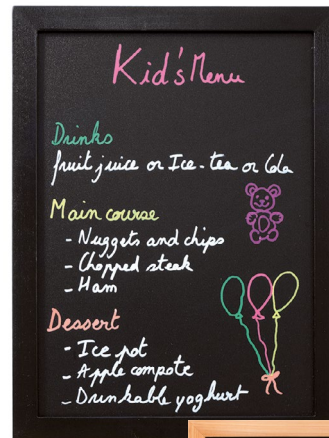 Kid's Menu
Drinks
fruit juice or Ice-tea or Cola
Main course
- Nuggets and chips
- Chopped steak
- Ham
Dessert
- Ice pot
- Apple compote
- Drinkable yoghurt